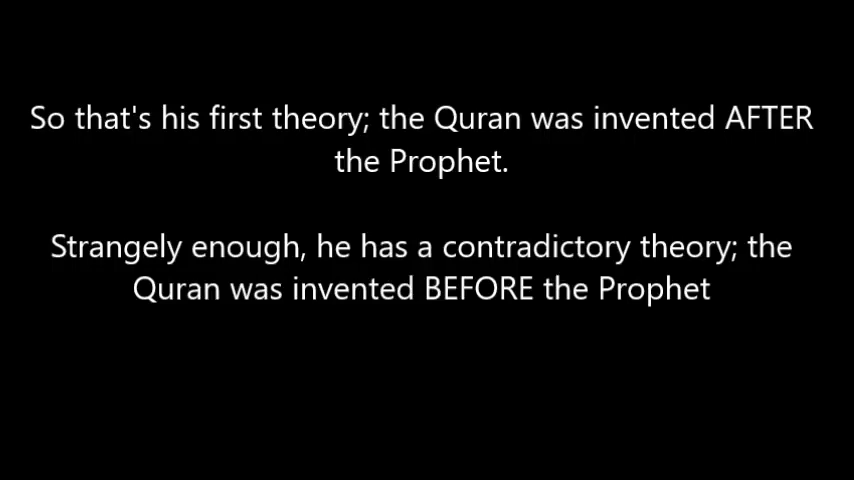 So that's his first theory; the Quran was invented AFTER
the Prophet.
Strangely enough, he has a contradictory theory; the
Quran was invented BEFORE the Prophet